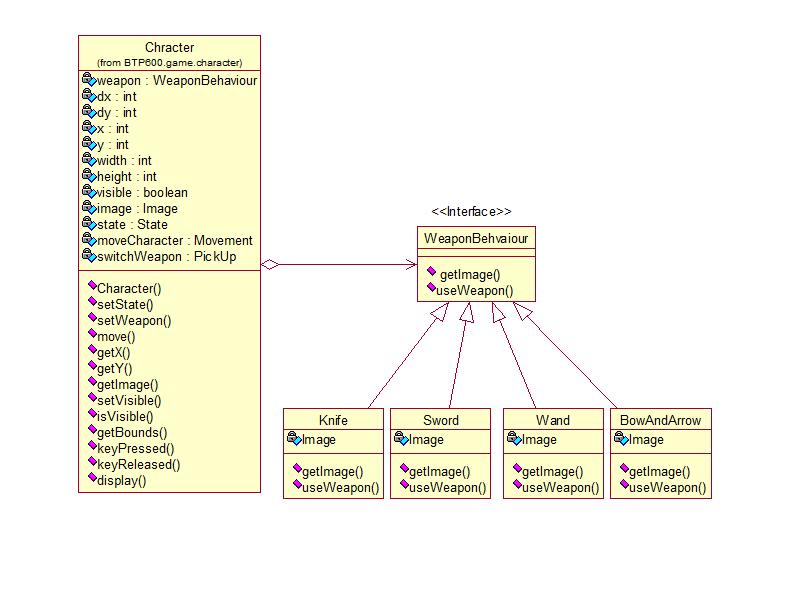 Chracter
(from BTP600.game.character)
weapon : WeaponBehaviour
dx : int
dy : int
x : int
y : int
width : int
height : int
visible : boolean
image : Image
state : State
moveCharacter : Movement
switchWeapon : PickUp
Character()
setState()
setWeapon()
move()
getX()
getY()
getImage()
setVisible()
isVisible()
getBounds()
keyPressed()
keyReleased()
display()
<<Interface>>
WeaponBehvaiour
getImage()
useWeapon()
Knife
Image
getImage()
useWeapon()
Sword
Image
getImage()
useWeapon()
Wand
Image
getImage()
useWeapon()
BowAndArrow
Image
getImage()
useWeapon()